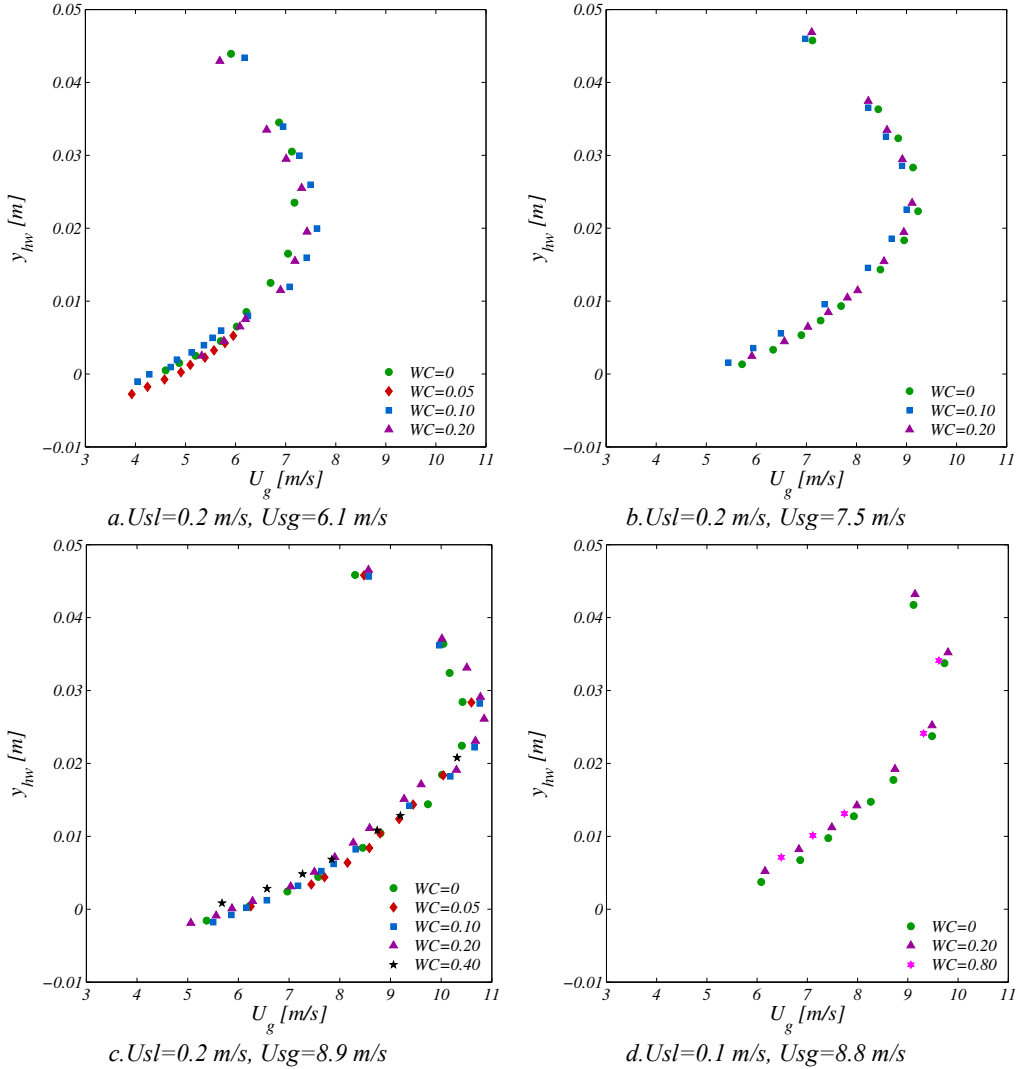 0.05
0.04
0.03
0.02
0.01
0
−0.01
y_hw [m]
3 4 5 6 7 8 9 10 11
U_g [m/s]
WC=0
WC=0.05
WC=0.10
WC=0.20
a.Usl=0.2 m/s, Usg=6.1 m/s
0.05
0.04
0.03
0.02
0.01
0
−0.01
y_hw [m]
3 4 5 6 7 8 9 10 11
U_g [m/s]
WC=0
WC=0.10
WC=0.20
b.Usl=0.2 m/s, Usg=7.5 m/s
0.05
0.04
0.03
0.02
0.01
0
−0.01
y_hw [m]
3 4 5 6 7 8 9 10 11
U_g [m/s]
WC=0
WC=0.05
WC=0.10
WC=0.20
WC=0.40
c.Usl=0.2 m/s, Usg=8.9 m/s
0.05
0.04
0.03
0.02
0.01
0
−0.01
y_hw [m]
3 4 5 6 7 8 9 10 11
U_g [m/s]
WC=0
WC=0.20
WC=0.80
d.Usl=0.1 m/s, Usg=8.8 m/s